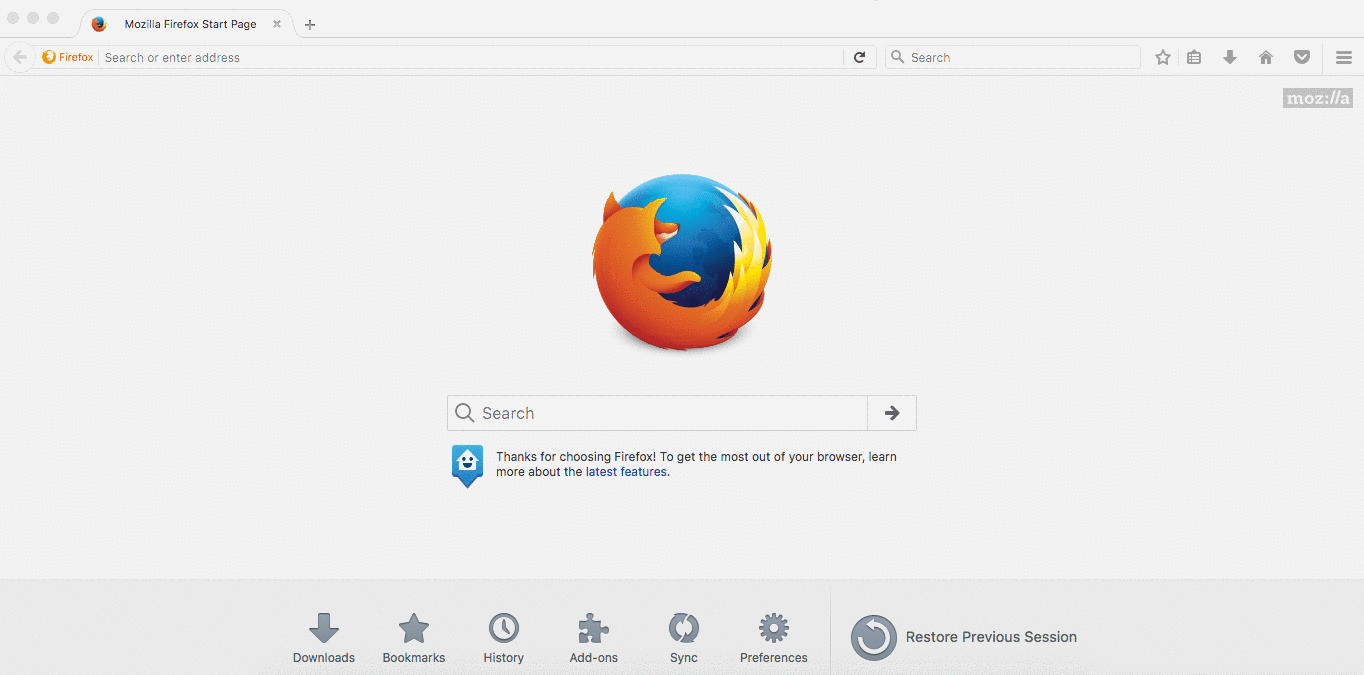 Mozilla Firefox Start Page
Firefox Search or enter address Search
moz://a
Search
Thanks for choosing Firefox! To get the most out of your browser, learn
more about the latest features.
Downloads Bookmarks History Add-ons Sync Preferences Restore Previous Session